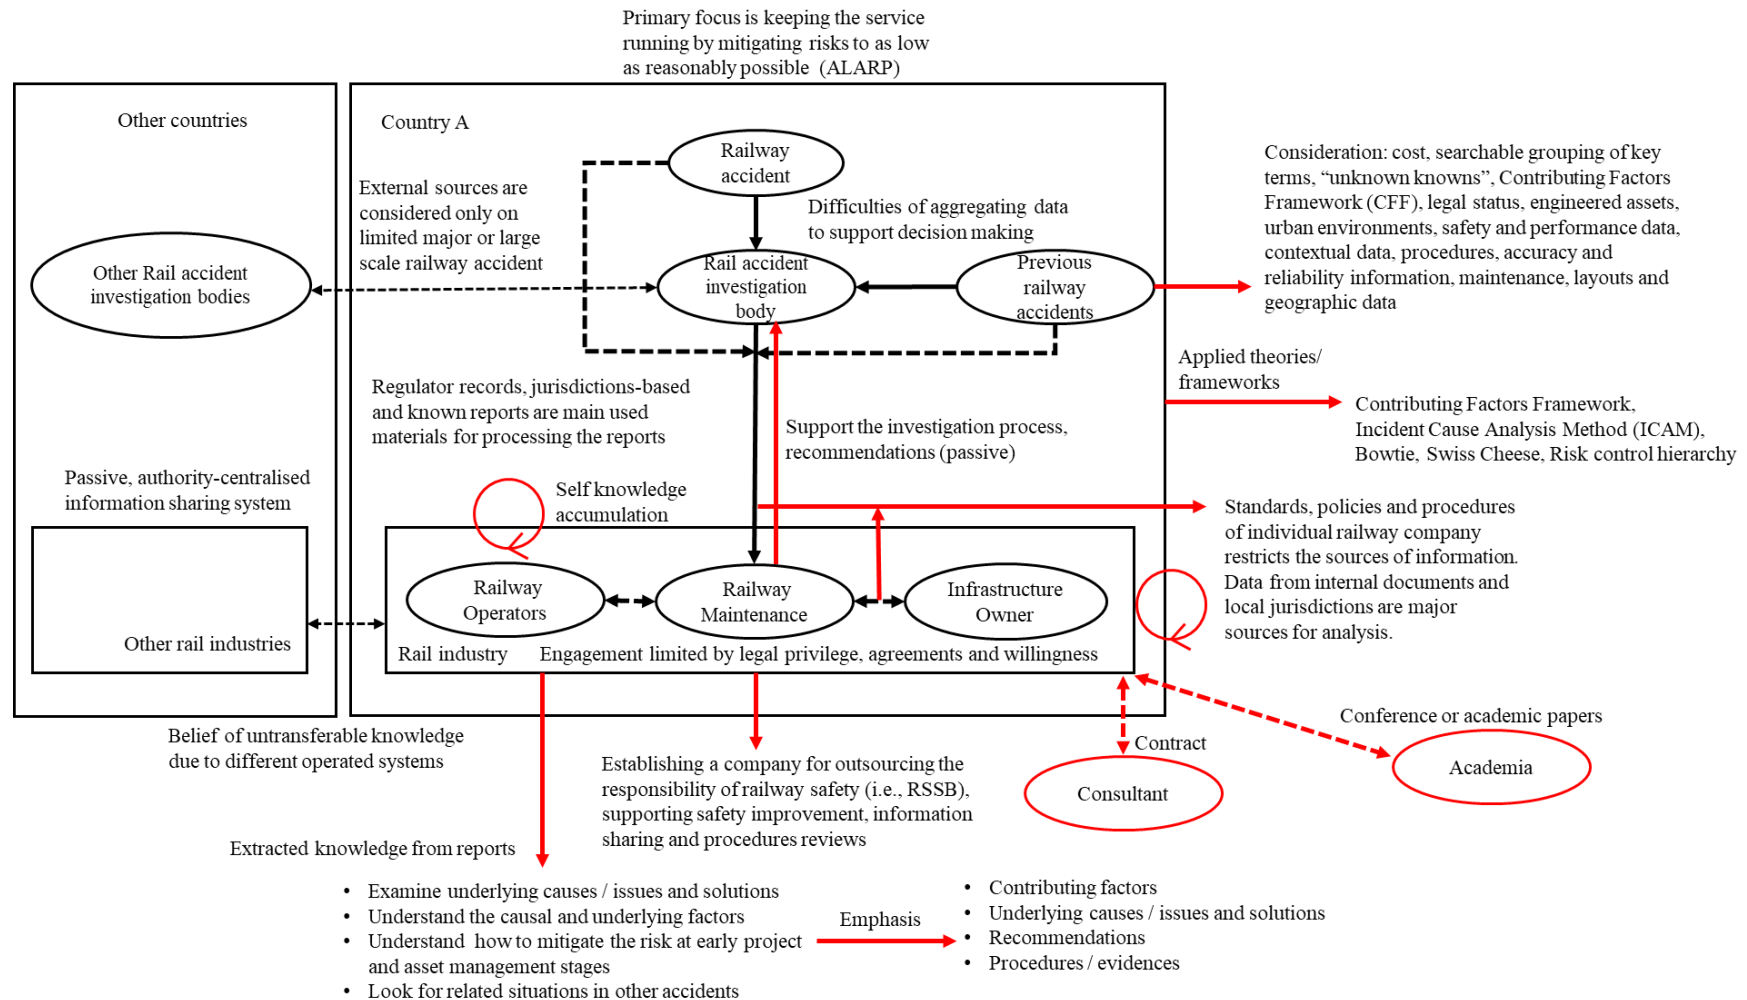 Primary focus is keeping the service
running by mitigating risks to as low
as reasonably possible (ALARP)
Other countries
Country A
Railway
accident
External sources are
considered only on
limited major or large
scale railway accident
Difficulties of aggregating data
to support decision making
Consideration: cost, searchable grouping of key
terms, “unknown knowns”, Contributing Factors
Framework (CFF), legal status, engineered assets,
urban environments, safety and performance data,
contextual data, procedures, accuracy and
reliability information, maintenance, layouts and
geographic data
Other Rail accident
investigation bodies
Rail accident
investigation
body
Previous
railway
accidents
Applied theories/
frameworks
Contributing Factors Framework,
Incident Cause Analysis Method (ICAM),
Bowtie, Swiss Cheese, Risk control hierarchy
Regulator records, jurisdictions-based
and known reports are main used
materials for processing the reports
Support the investigation process,
recommendations (passive)
Passive, authority-centralised
information sharing system
Self knowledge
accumulation
Standards, policies and procedures
of individual railway company
restricts the sources of information.
Data from internal documents and
local jurisdictions are major
sources for analysis.
Railway
Operators
Railway
Maintenance
Infrastructure
Owner
Other rail industries
Rail industry
Engagement limited by legal privilege, agreements and willingness
Belief of untransferable knowledge
due to different operated systems
Conference or academic papers
Contract
Academia
Consultant
Establishing a company for outsourcing the
responsibility of railway safety (i.e., RSSB),
supporting safety improvement, information
sharing and procedures reviews
Extracted knowledge from reports
• Examine underlying causes / issues and solutions
• Understand the causal and underlying factors
• Understand how to mitigate the risk at early project
and asset management stages
• Look for related situations in other accidents
Emphasis
• Contributing factors
• Underlying causes / issues and solutions
• Recommendations
• Procedures / evidences